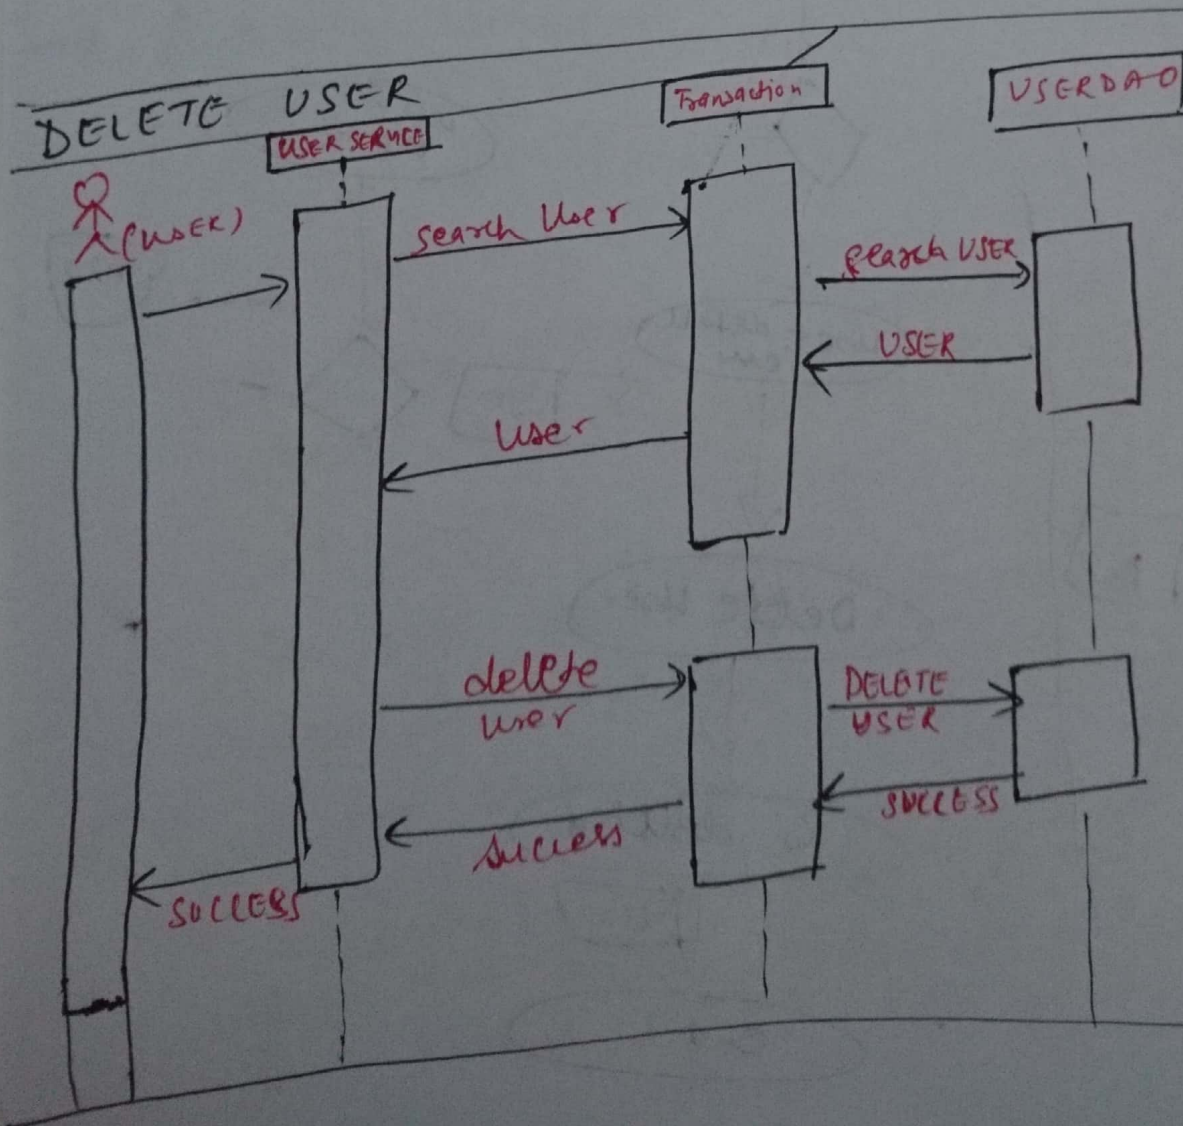 DELETE USER
USER SERVICE
Transaction
USERDAO
(USER)
search User
search USER
USER
User
delete
user
DELETE
USER
SUCCESS
success
SUCCESS